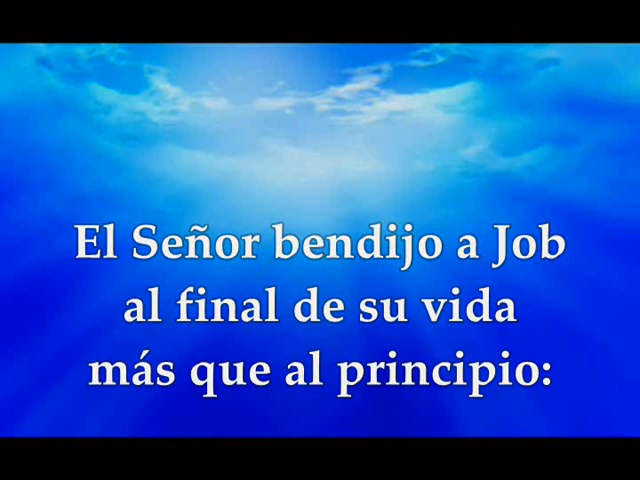 El Señor bendijo a Job
al final de su vida
más que al principio: